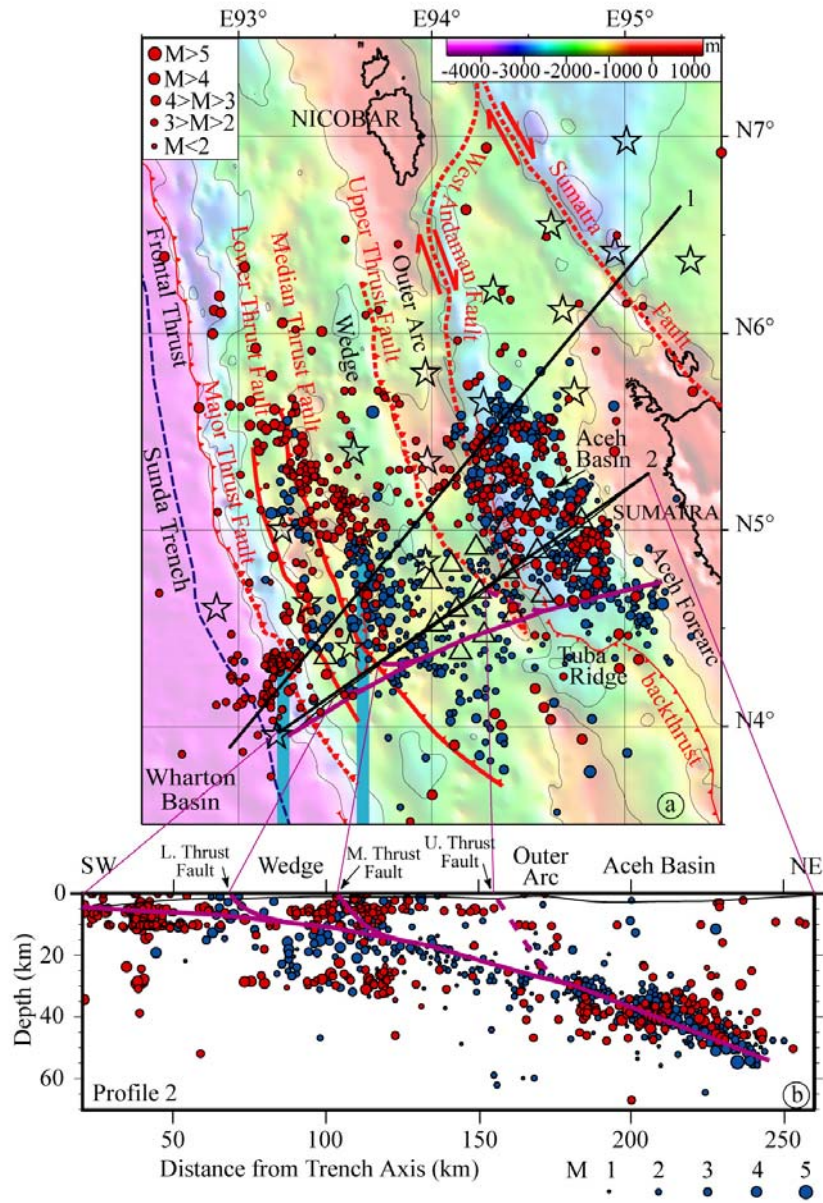 E93° E94° E95°
M>5
M>4
4>M>3
3>M>2
M<2
m
-4000 -3000 -2000 -1000 0 1000
NICOBAR
N7°
West Andaman Fault
Sumatra
Fault
1
Upper Thrust Fault
Outer Arc
Frontal Thrust
Lower Thrust Fault
Median Thrust Fault
Wedge
N6°
Major Thrust Fault
Sunda Trench
Aceh
Basin
2
SUMATRA
N5°
Aceh Forearc
Tuba
Ridge
backthrust
N4°
Wharton
Basin
a
SW
L. Thrust
Fault
Wedge
M. Thrust
Fault
U. Thrust
Fault
Outer
Arc
Aceh Basin
NE
0
20
40
60
Depth (km)
Profile 2
b
50 100 150 200 250
Distance from Trench Axis (km)
M 1 2 3 4 5